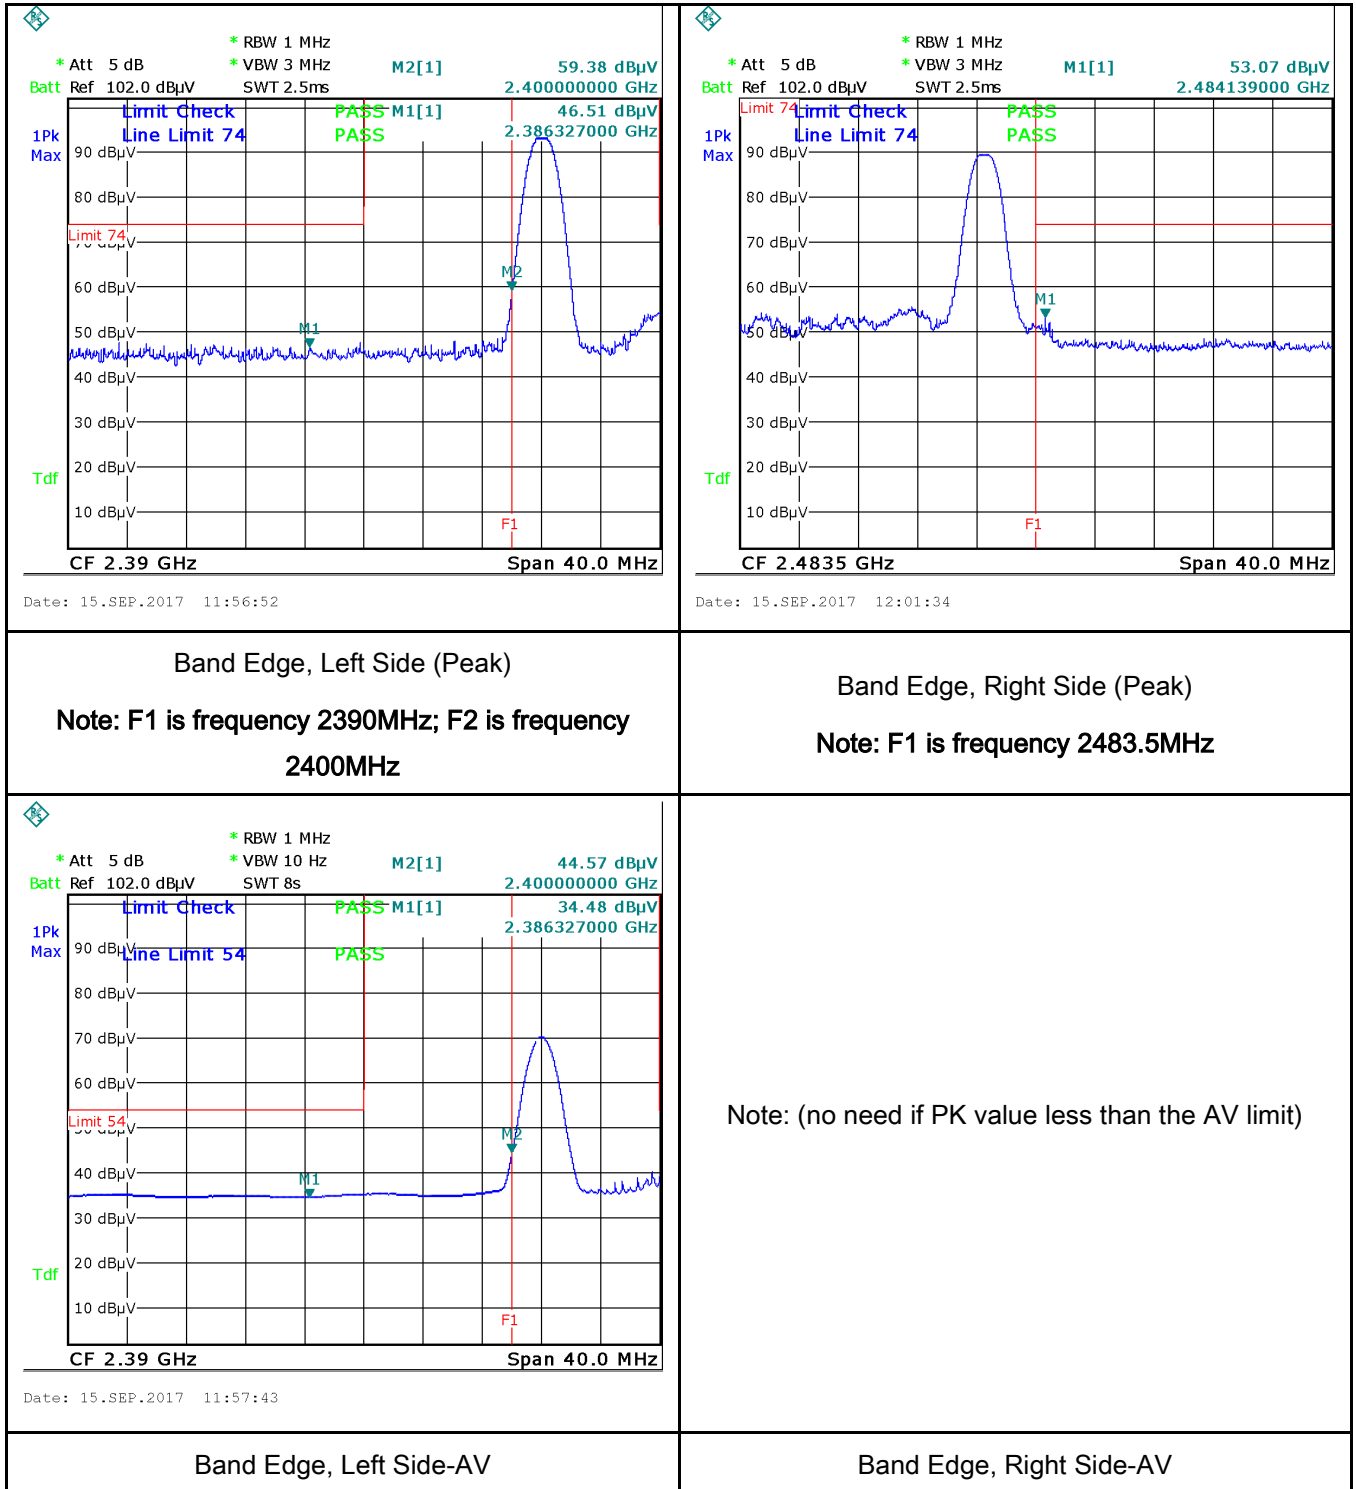 * RBW 1 MHz
* Att 5 dB * VBW 3 MHz M2[1] 59.38 dBµV
Batt Ref 102.0 dBµV SWT 2.5ms 2.400000000 GHz
Limit Check PASS M1[1] 46.51 dBµV
1Pk Line Limit 74 PASS 2.386327000 GHz
Max 90 dBµV
80 dBµV
Limit 74
70 dBµV
M2
60 dBµV
M1
50 dBµV
40 dBµV
30 dBµV
Tdf 20 dBµV
10 dBµV
F1
CF 2.39 GHz Span 40.0 MHz
Date: 15.SEP.2017 11:56:52
* RBW 1 MHz
* Att 5 dB * VBW 3 MHz M1[1] 53.07 dBµV
Batt Ref 102.0 dBµV SWT 2.5ms 2.484139000 GHz
Limit 74 Limit Check PASS
1Pk Line Limit 74 PASS
Max 90 dBµV
80 dBµV
70 dBµV
60 dBµV
M1
50 dBµV
40 dBµV
30 dBµV
Tdf 20 dBµV
10 dBµV
F1
CF 2.4835 GHz Span 40.0 MHz
Date: 15.SEP.2017 12:01:34
Band Edge, Left Side (Peak)
Note: F1 is frequency 2390MHz; F2 is frequency
2400MHz
Band Edge, Right Side (Peak)
Note: F1 is frequency 2483.5MHz
* RBW 1 MHz
* Att 5 dB * VBW 10 Hz M2[1] 44.57 dBµV
Batt Ref 102.0 dBµV SWT 8s 2.400000000 GHz
Limit Check PASS M1[1] 34.48 dBµV
1Pk 2.386327000 GHz
Max 90 dBµV Line Limit 54 PASS
80 dBµV
70 dBµV
60 dBµV
Limit 54
50 dBµV
M2
40 dBµV
M1
30 dBµV
Tdf 20 dBµV
10 dBµV
F1
CF 2.39 GHz Span 40.0 MHz
Date: 15.SEP.2017 11:57:43
Note: (no need if PK value less than the AV limit)
Band Edge, Left Side-AV
Band Edge, Right Side-AV